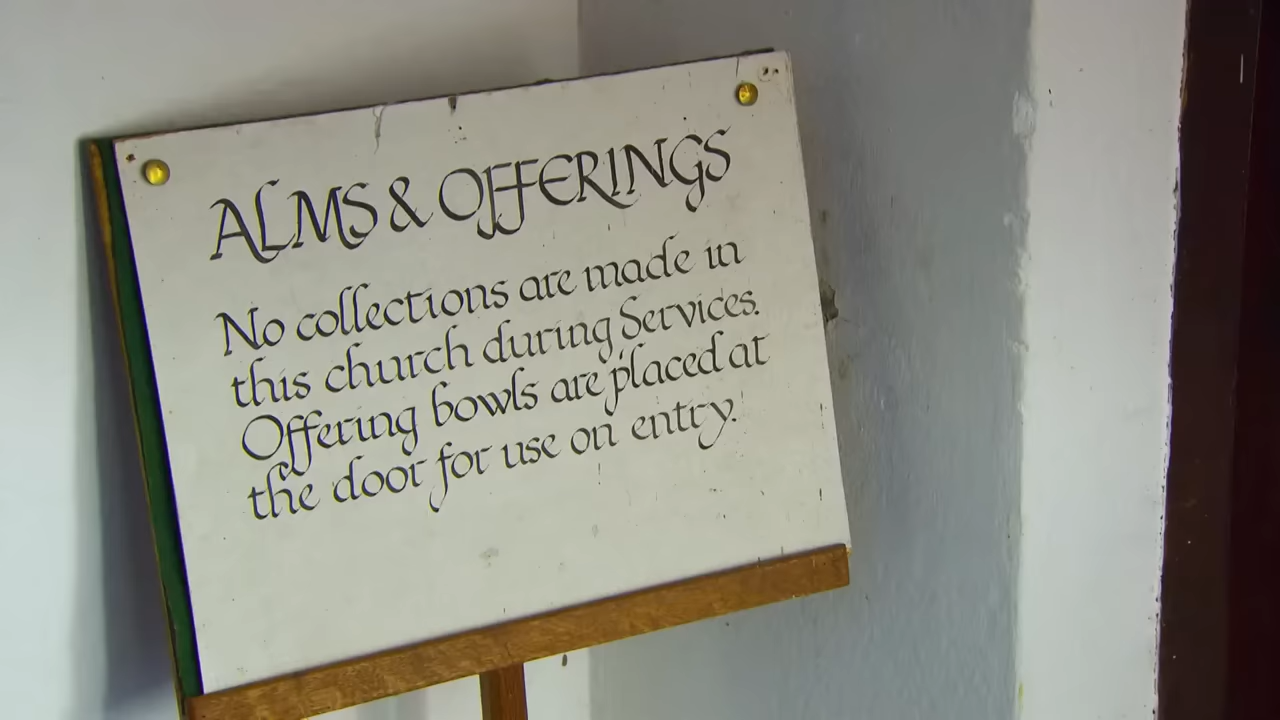 ALMS & OFFERINGS
No collections are made in
this church during Services.
Offering bowls are placed at
the door for use on entry.